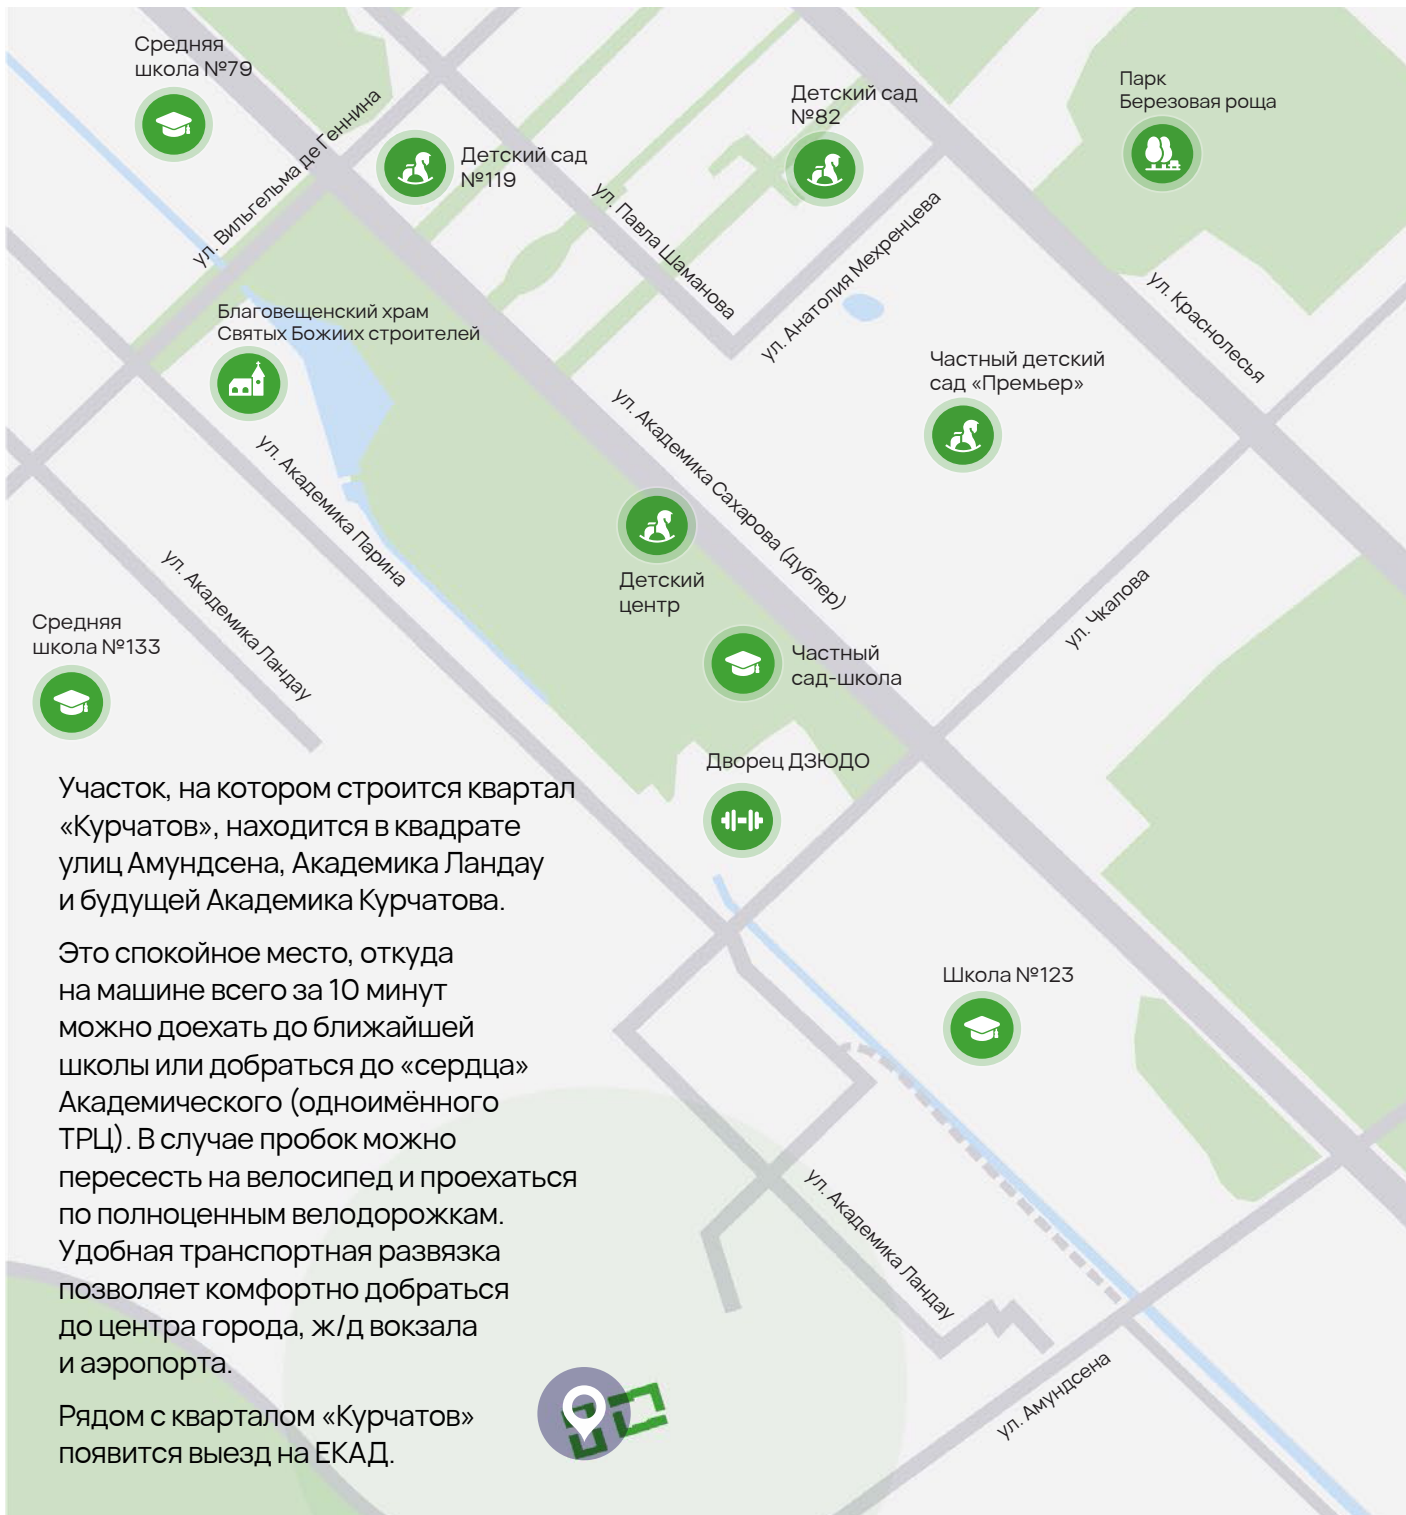 Средняя
школа №79
ул. Вильгельма де Геннина
Детский сад
№119
Детский сад
№82
Парк
Березовая роща
ул. Павла Шаманова
ул. Анатолия Мехренцева
ул. Краснолесья
Благовещенский храм
Святых Божиих строителей
Частный детский
сад «Премьер»
ул. Академика Парина
ул. Академика Сахарова (дублер)
ул. Академика Ландау
Детский
центр
ул. Чкалова
Средняя
школа №133
Частный
сад-школа
Дворец ДЗЮДО
Участок, на котором строится квартал
«Курчатов», находится в квадрате
улиц Амундсена, Академика Ландау
и будущей Академика Курчатова.
Это спокойное место, откуда
на машине всего за 10 минут
можно доехать до ближайшей
школы или добраться до «сердца»
Академического (одноимённого
ТРЦ). В случае пробок можно
пересесть на велосипед и проехаться
по полноценным велодорожкам.
Удобная транспортная развязка
позволяет комфортно добраться
до центра города, ж/д вокзала
и аэропорта.
Рядом с кварталом «Курчатов»
появится выезд на ЕКАД.
Школа №123
ул. Академика Ландау
ул. Амундсена